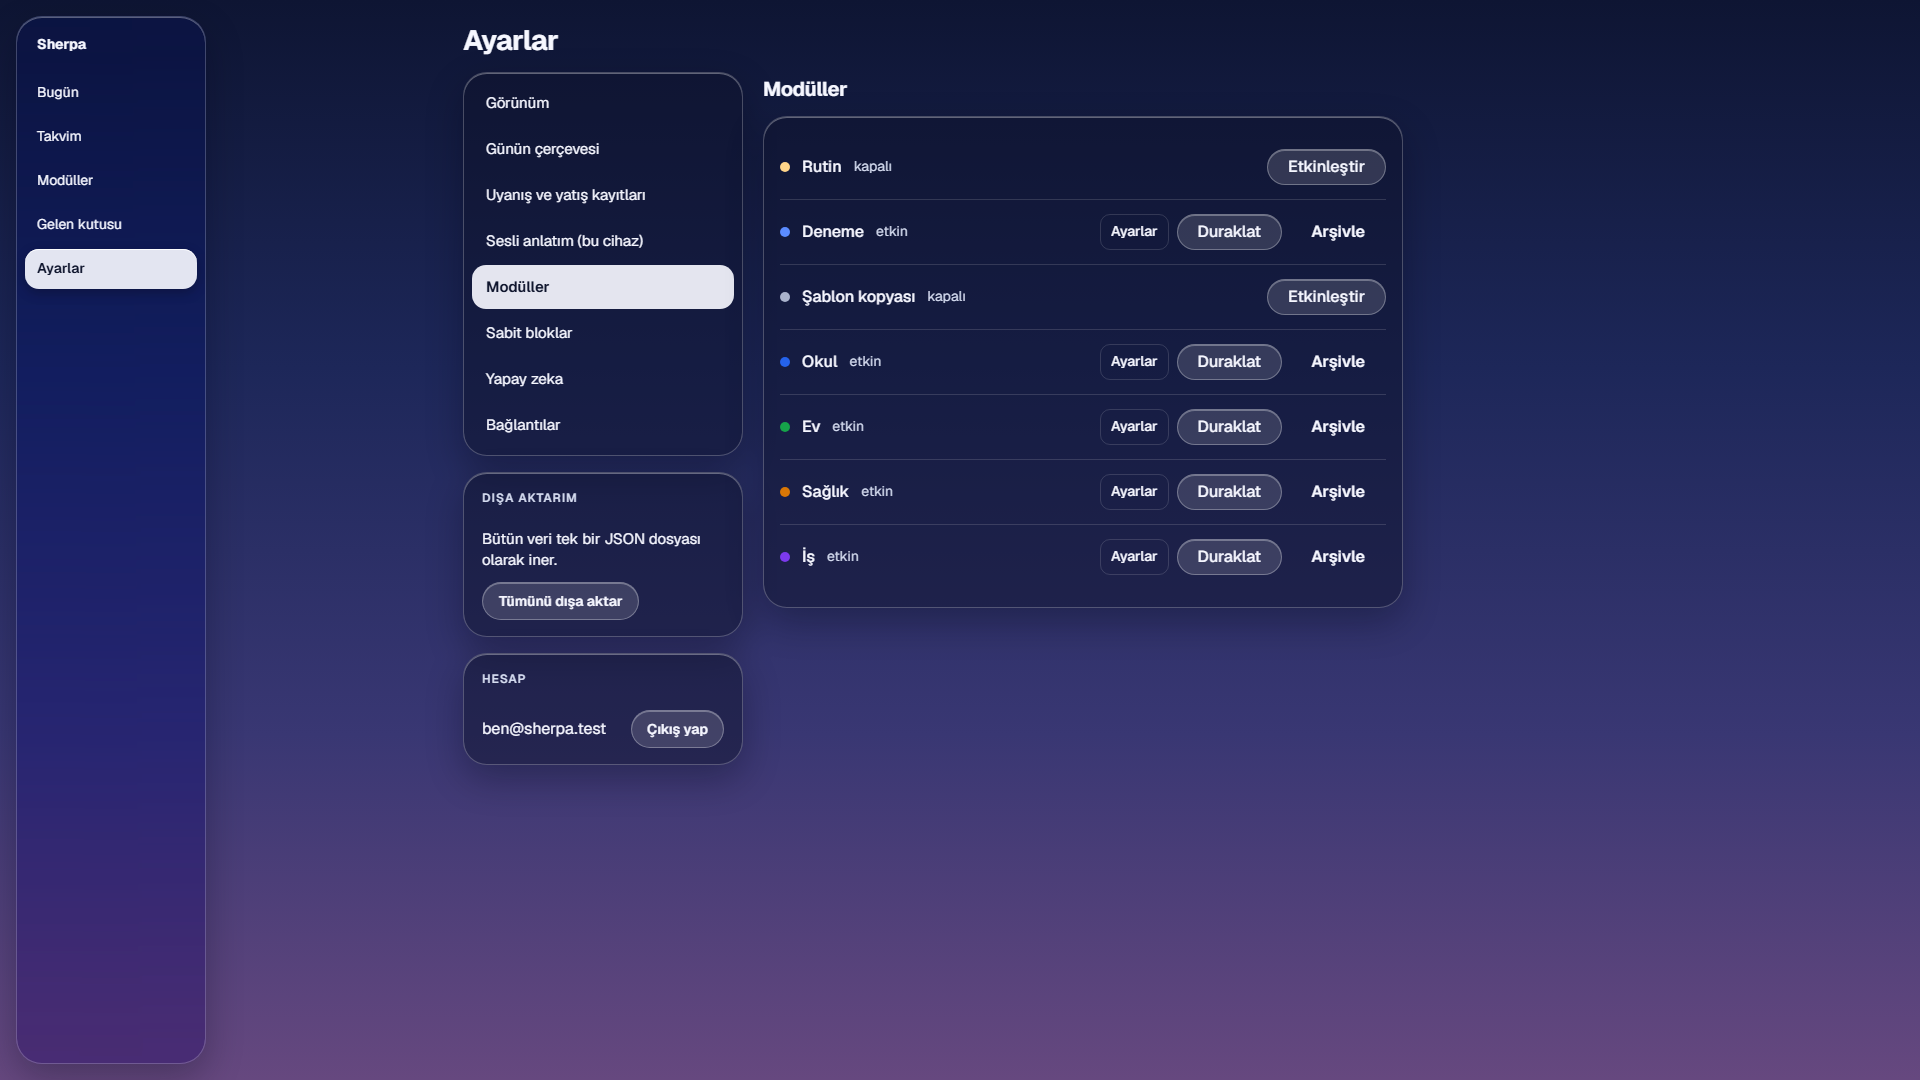 Sherpa
Bugün
Takvim
Modüller
Gelen kutusu
Ayarlar
Ayarlar
Görünüm
Günün çerçevesi
Uyanış ve yatış kayıtları
Sesli anlatım (bu cihaz)
Modüller
Sabit bloklar
Yapay zeka
Bağlantılar
DIŞA AKTARIM
Bütün veri tek bir JSON dosyası
olarak iner.
Tümünü dışa aktar
HESAP
ben@sherpa.test Çıkış yap
Modüller
Rutin kapalı Etkinleştir
Deneme etkin Ayarlar Duraklat Arşivle
Şablon kopyası kapalı Etkinleştir
Okul etkin Ayarlar Duraklat Arşivle
Ev etkin Ayarlar Duraklat Arşivle
Sağlık etkin Ayarlar Duraklat Arşivle
İş etkin Ayarlar Duraklat Arşivle